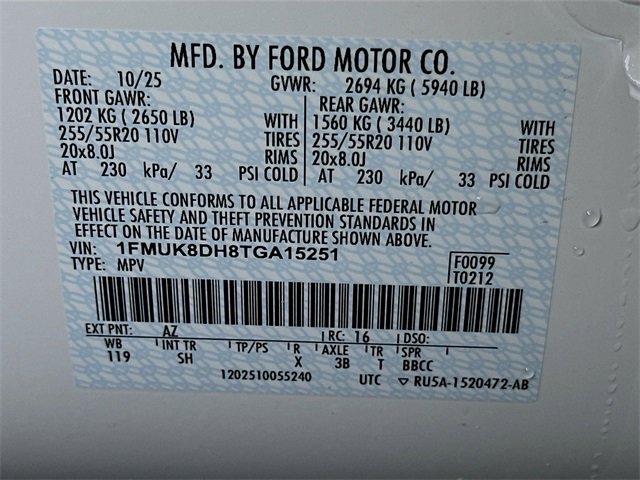 MFD. BY FORD MOTOR CO.
DATE: 10/25 GVWR: 2694 KG ( 5940 LB)
FRONT GAWR: REAR GAWR:
1202 KG ( 2650 LB) WITH 1560 KG ( 3440 LB) WITH
255/55R20 110V TIRES 255/55R20 110V TIRES
20x8.0J RIMS 20x8.0J RIMS
AT 230 kPa/ 33 PSI COLD AT 230 kPa/ 33 PSI COLD
THIS VEHICLE CONFORMS TO ALL APPLICABLE FEDERAL MOTOR
VEHICLE SAFETY AND THEFT PREVENTION STANDARDS IN
EFFECT ON THE DATE OF MANUFACTURE SHOWN ABOVE.
VIN: 1FMUK8DH8TGA15251 F0099
TYPE: MPV T0212
EXT PNT: AZ RC: 16 DSO:
WB INT TR TP/PS R AXLE TR SPR
119 SH X 3B T BBCC
1202510055240 UTC ▽ RU5A-1520472-AB